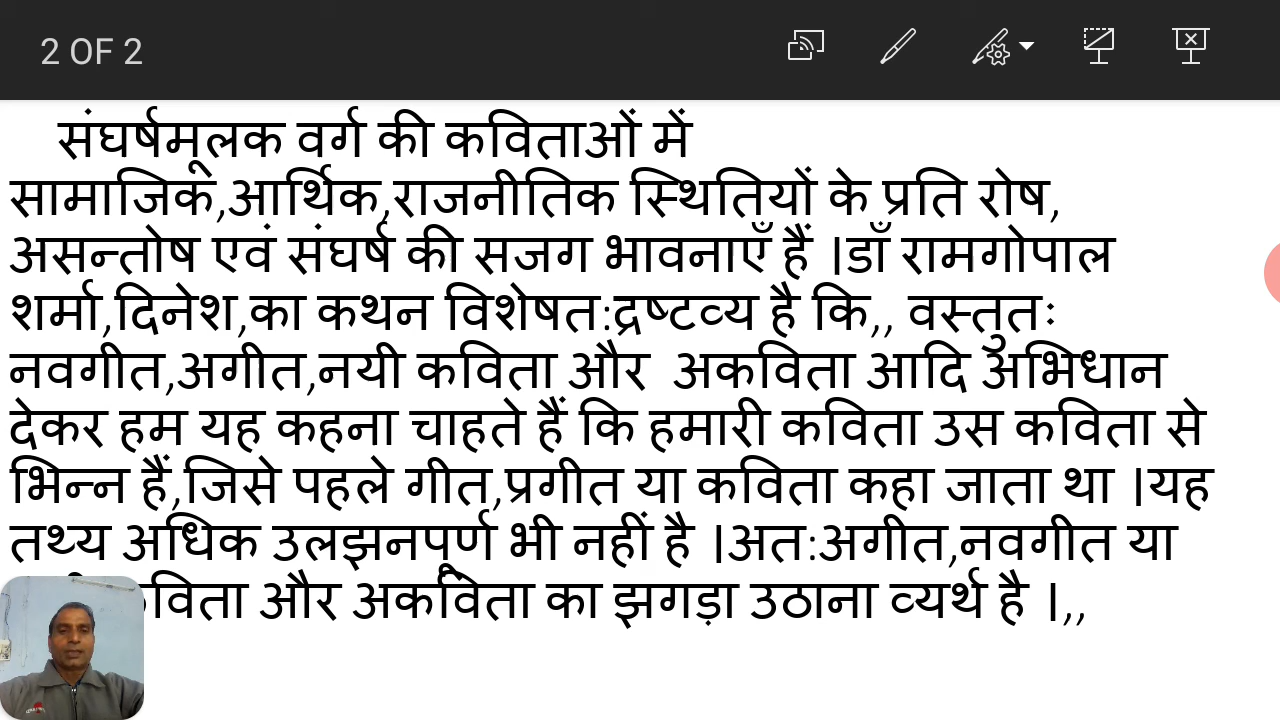 2 OF 2
संघर्षमूलक वर्ग की कविताओं में
सामाजिक,आर्थिक,राजनीतिक स्थितियों के प्रति रोष,
असन्तोष एवं संघर्ष की सजग भावनाएँ हैं ।डाँ रामगोपाल
शर्मा,दिनेश,का कथन विशेषत:द्रष्टव्य है कि,, वस्तुतः
नवगीत,अगीत,नयी कविता और  अकविता आदि अभिधान
देकर हम यह कहना चाहते हैं कि हमारी कविता उस कविता से
भिन्न हैं,जिसे पहले गीत,प्रगीत या कविता कहा जाता था ।यह
तथ्य अधिक उलझनपूर्ण भी नहीं है ।अत:अगीत,नवगीत या
और अकविता का झगड़ा उठाना व्यर्थ है ।,,